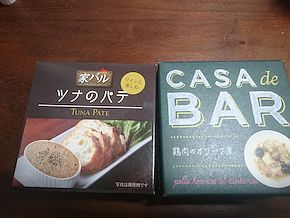 家バル
ワインと
楽しむ
ツナのパテ
TUNA PATE
写真は調理例です
CASA de
BAR
鶏肉のオリーブ煮